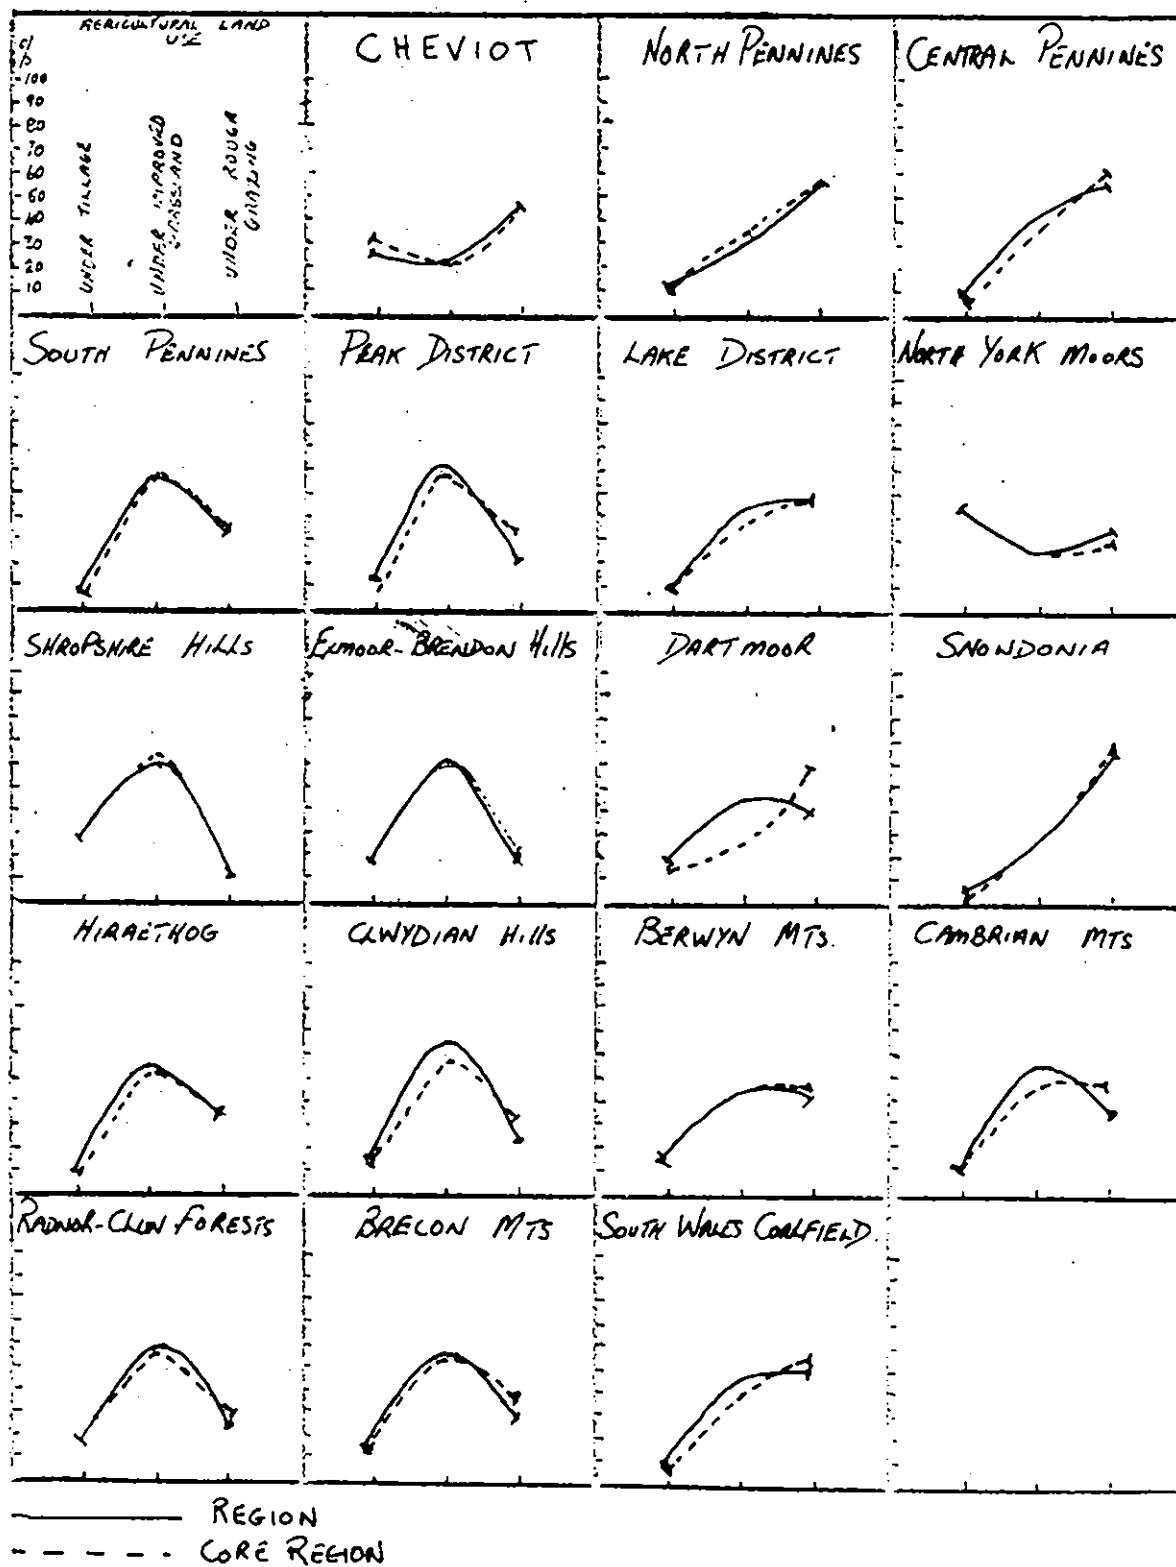 AGRICULTURAL LAND
USE
%
100
90
80
70
60
50
40
30
20
10
UNDER TILLAGE
UNDER IMPROVED
GRASSLAND
UNDER ROUGH
GRAZING
CHEVIOT
NORTH PENNINES
CENTRAL PENNINES
SOUTH PENNINES
PEAK DISTRICT
LAKE DISTRICT
NORTH YORK MOORS
SHROPSHIRE HILLS
EXMOOR-BRENDON Hills
DARTMOOR
SNOWDONIA
HIRAETHOG
CLWYDIAN Hills
BERWYN MTS.
CAMBRIAN MTS
RADNOR-CLUN FORESTS
BRECON MTS
SOUTH WALES COALFIELD.
REGION
CORE REGION